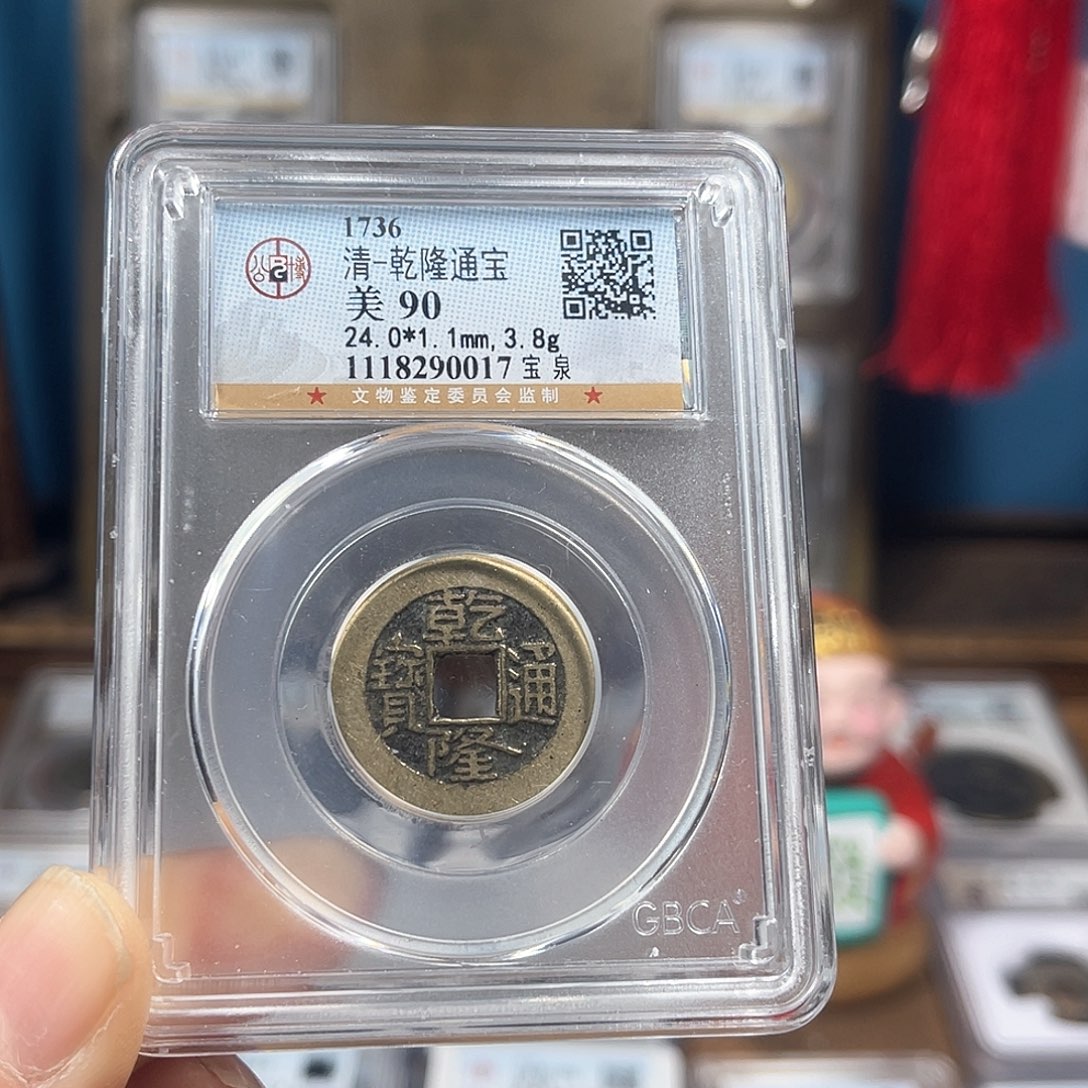 1736
清-乾隆通宝
美 90
24.0*1.1mm, 3.8g
1118290017 宝 泉
★ 文物鉴定委员会监制 ★
乾
寳 通
隆
GBCA